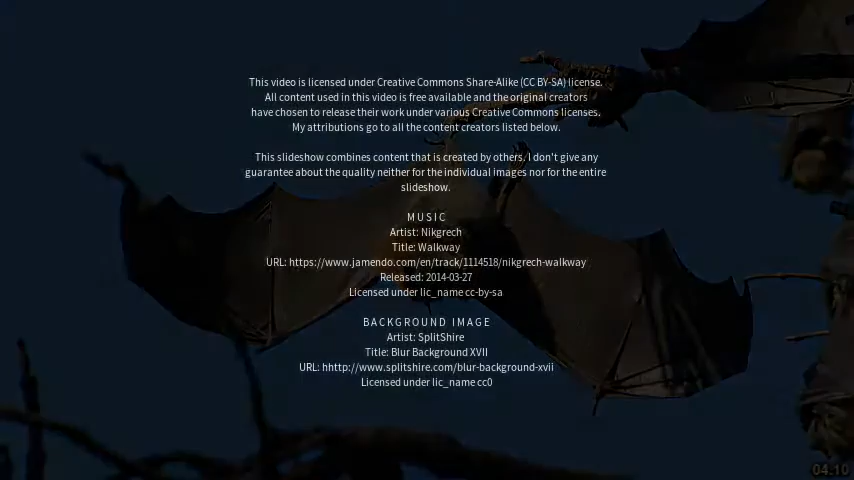 This video is licensed under Creative Commons Share-Alike (CC BY-SA) license.
All content used in this video is free available and the original creators
have chosen to release their work under various Creative Commons licenses.
My attributions go to all the content creators listed below.
This slideshow combines content that is created by others. I don't give any
guarantee about the quality neither for the individual images nor for the entire
slideshow.
MUSIC
Artist: Nikgrech
Title: Walkway
URL: https://www.jamendo.com/en/track/1114518/nikgrech-walkway
Released: 2014-03-27
Licensed under lic_name cc-by-sa
BACKGROUND IMAGE
Artist: SplitShire
Title: Blur Background XVII
URL: hhttp://www.splitshire.com/blur-background-xvii
Licensed under lic_name cc0
04.10